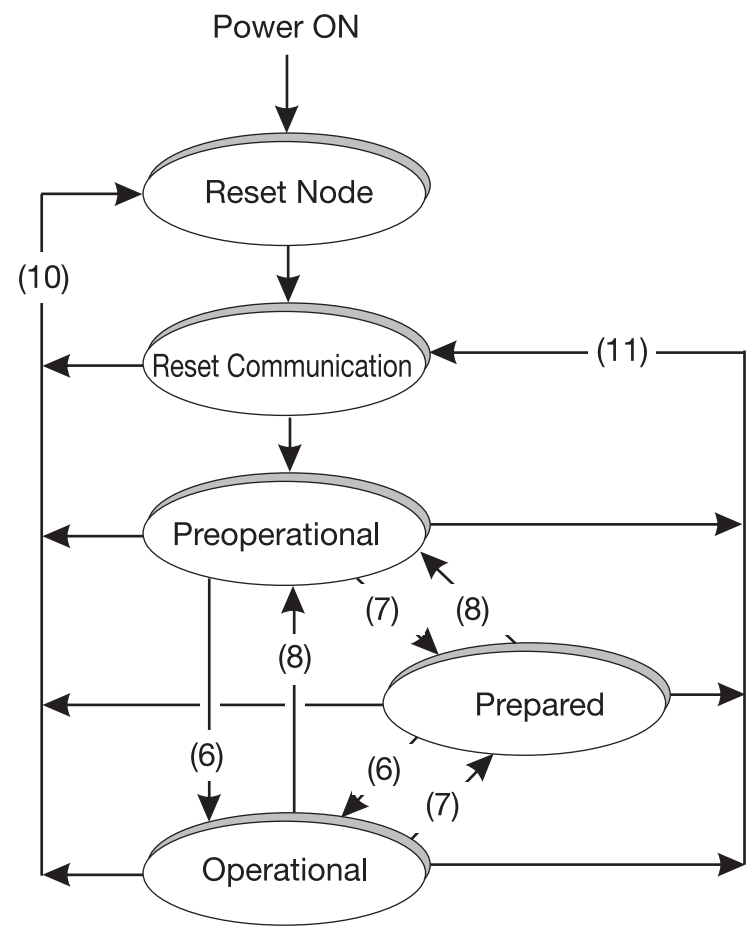 Power ON
Reset Node
(10)
(11)
Reset Communication
Preoperational
(7)
(8)
(8)
Prepared
(6)
(6)
(7)
Operational